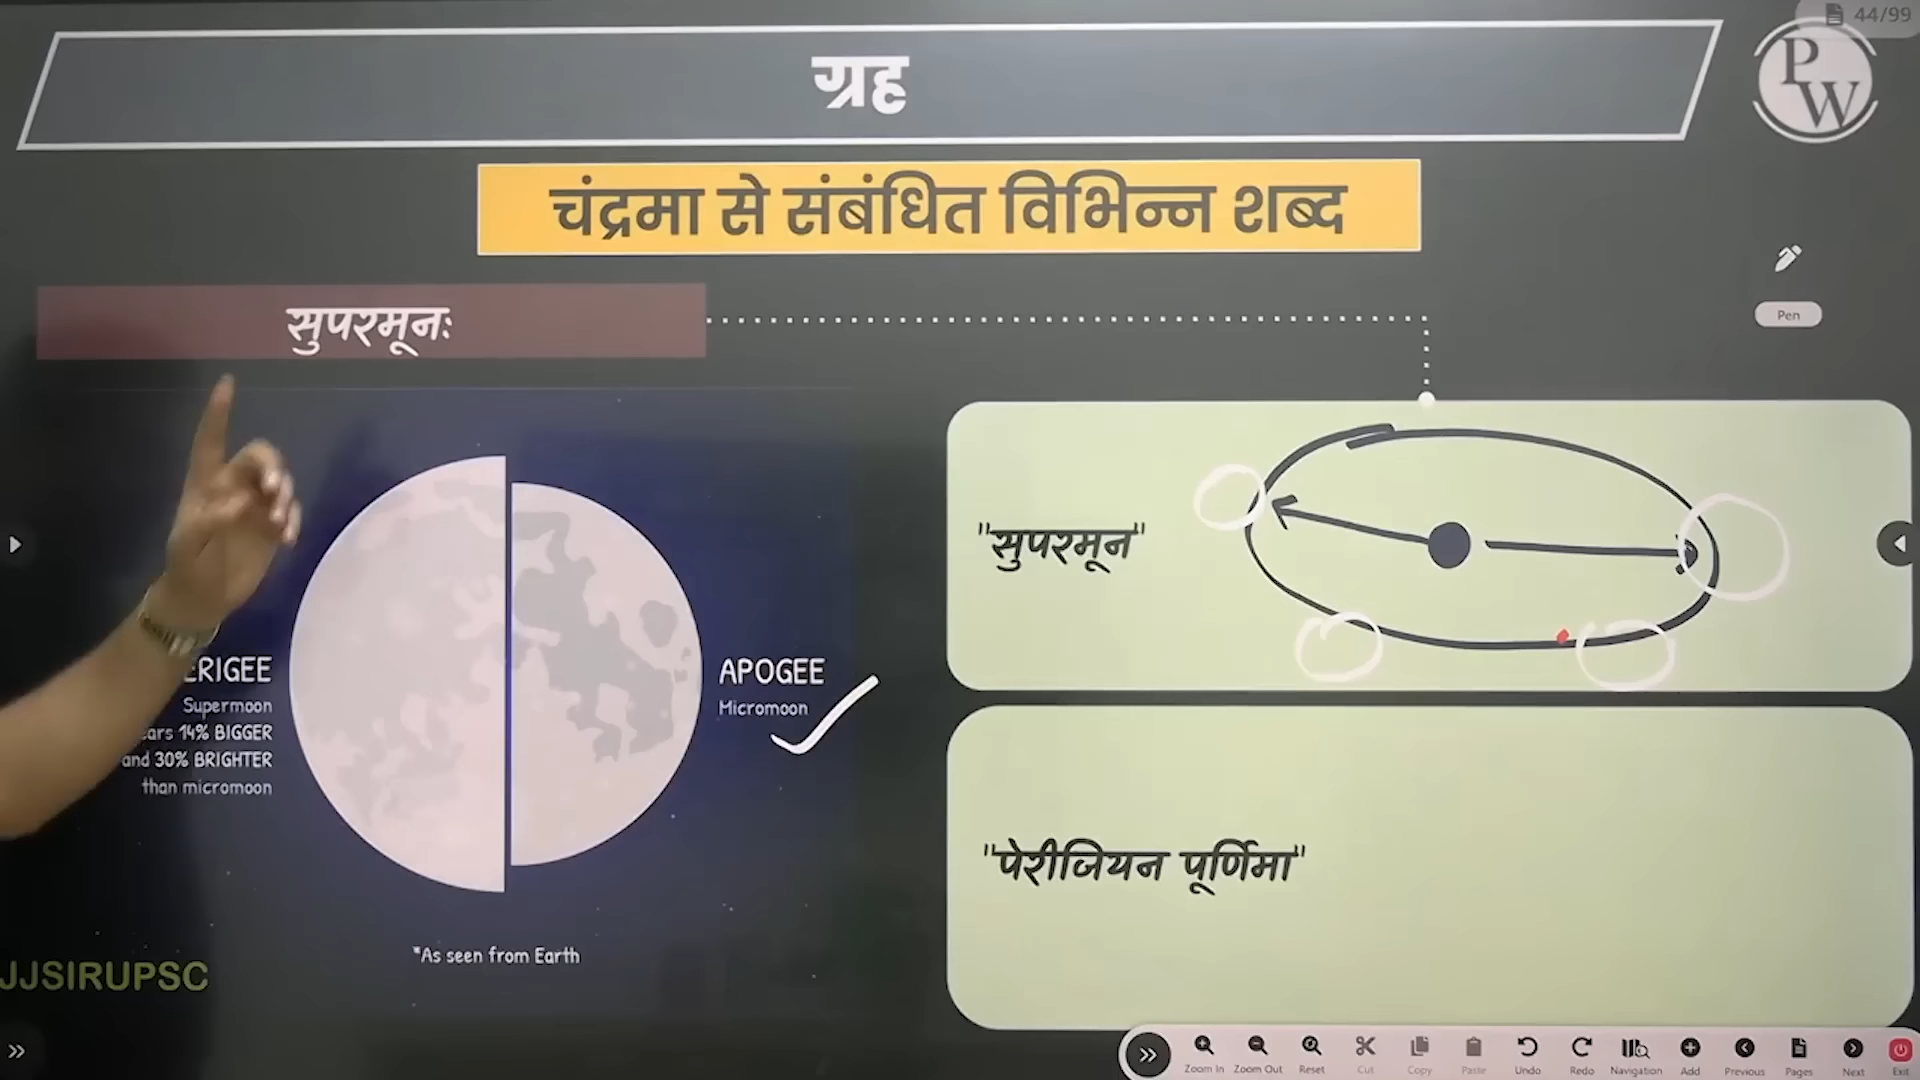 44/99
ग्रह
P
W
चंद्रमा से संबंधित विभिन्न शब्द
Pen
सुपरमूनः
"सुपरमून"
ERIGEE
Supermoon
ars 14% BIGGER
and 30% BRIGHTER
than micromoon
APOGEE
Micromoon
"पेरीजियन पूर्णिमा"
*As seen from Earth
JJSIRUPSC
Zoom In Zoom Out Reset Cut Copy Paste Undo Redo Navigation Add Previous Pages Next Exit